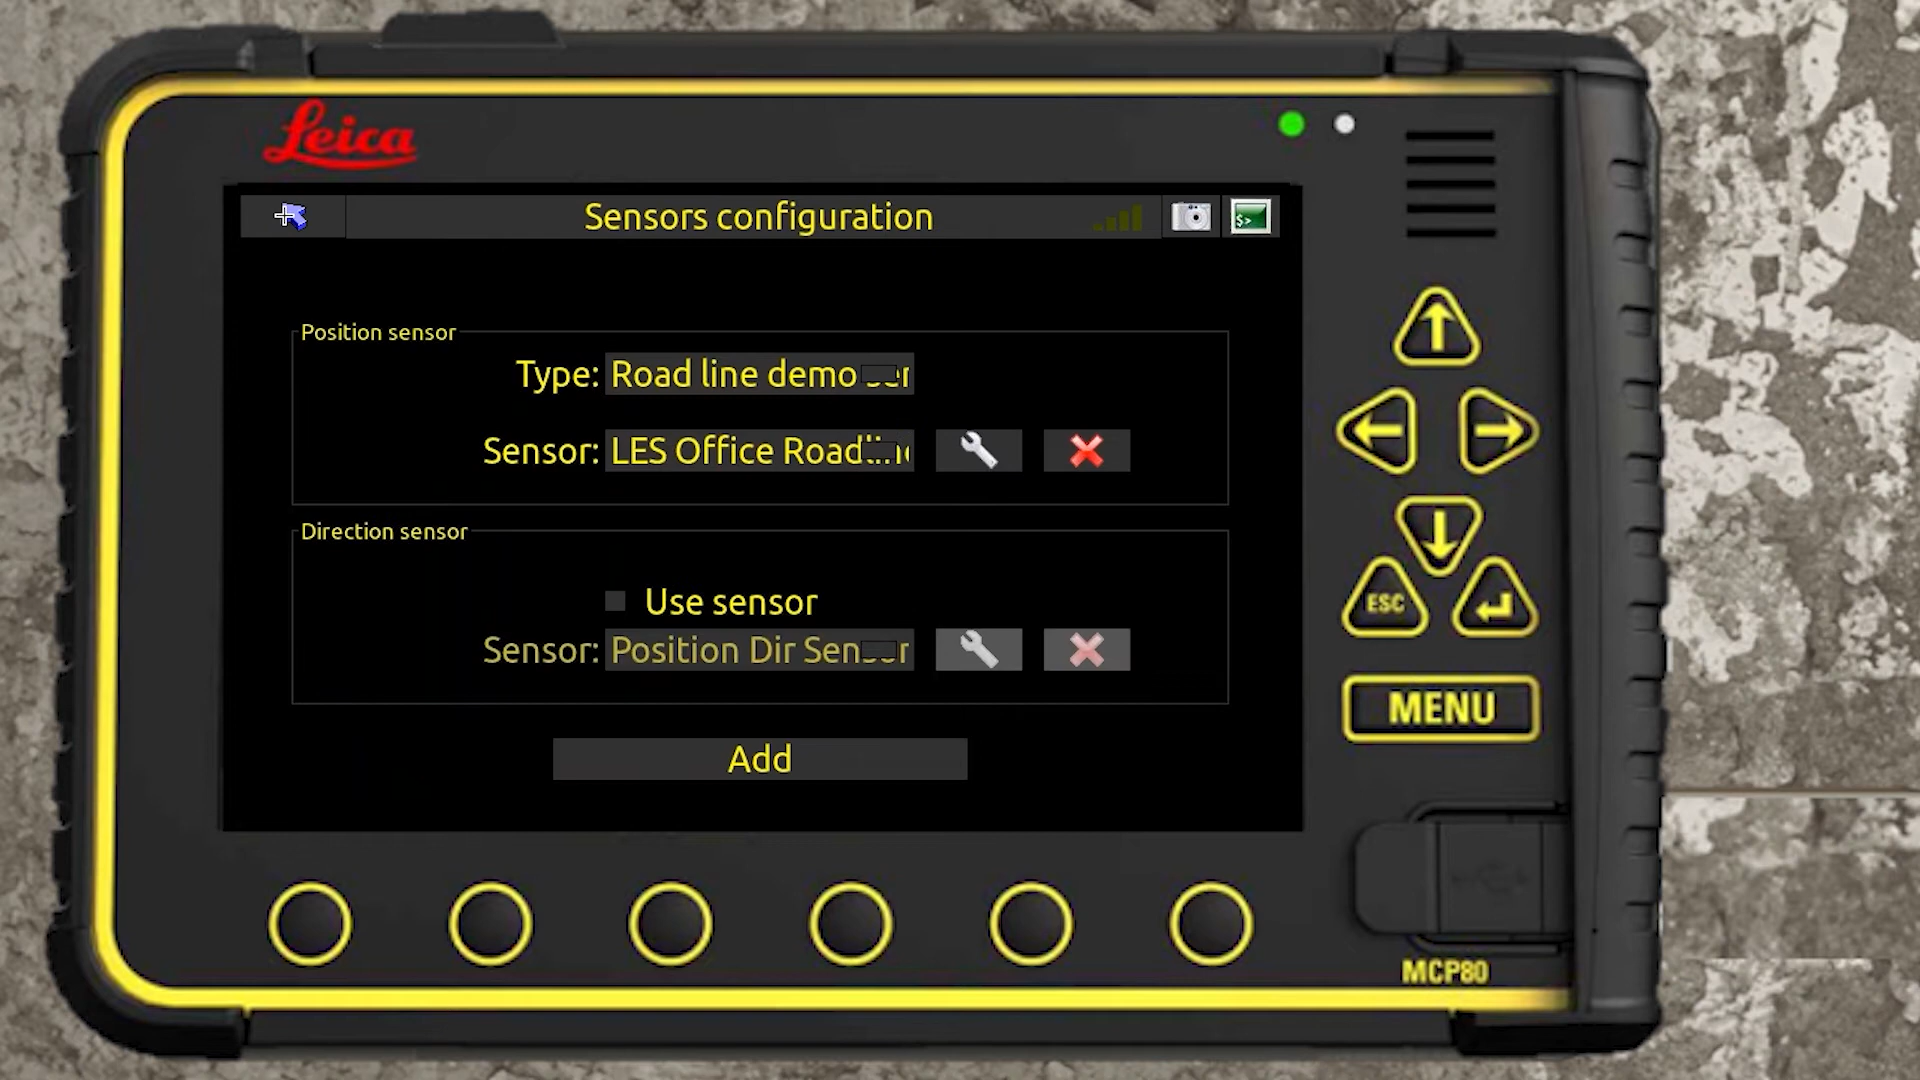 Leica
Sensors configuration
$>
Position sensor
Type: Road line demo
Sensor: LES Office
Direction sensor
Use sensor
Sensor: Position Dir
Add
ESC
MENU
MCP80